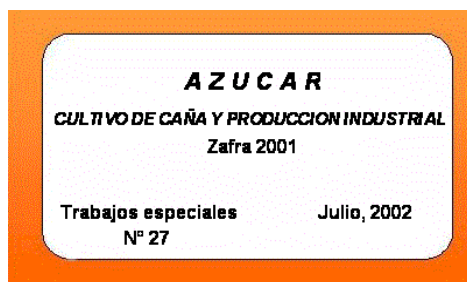 A Z U C A R
CULTIVO DE CAÑA Y PRODUCCION INDUSTRIAL
Zafra 2001
Trabajos especiales Julio, 2002
Nº 27